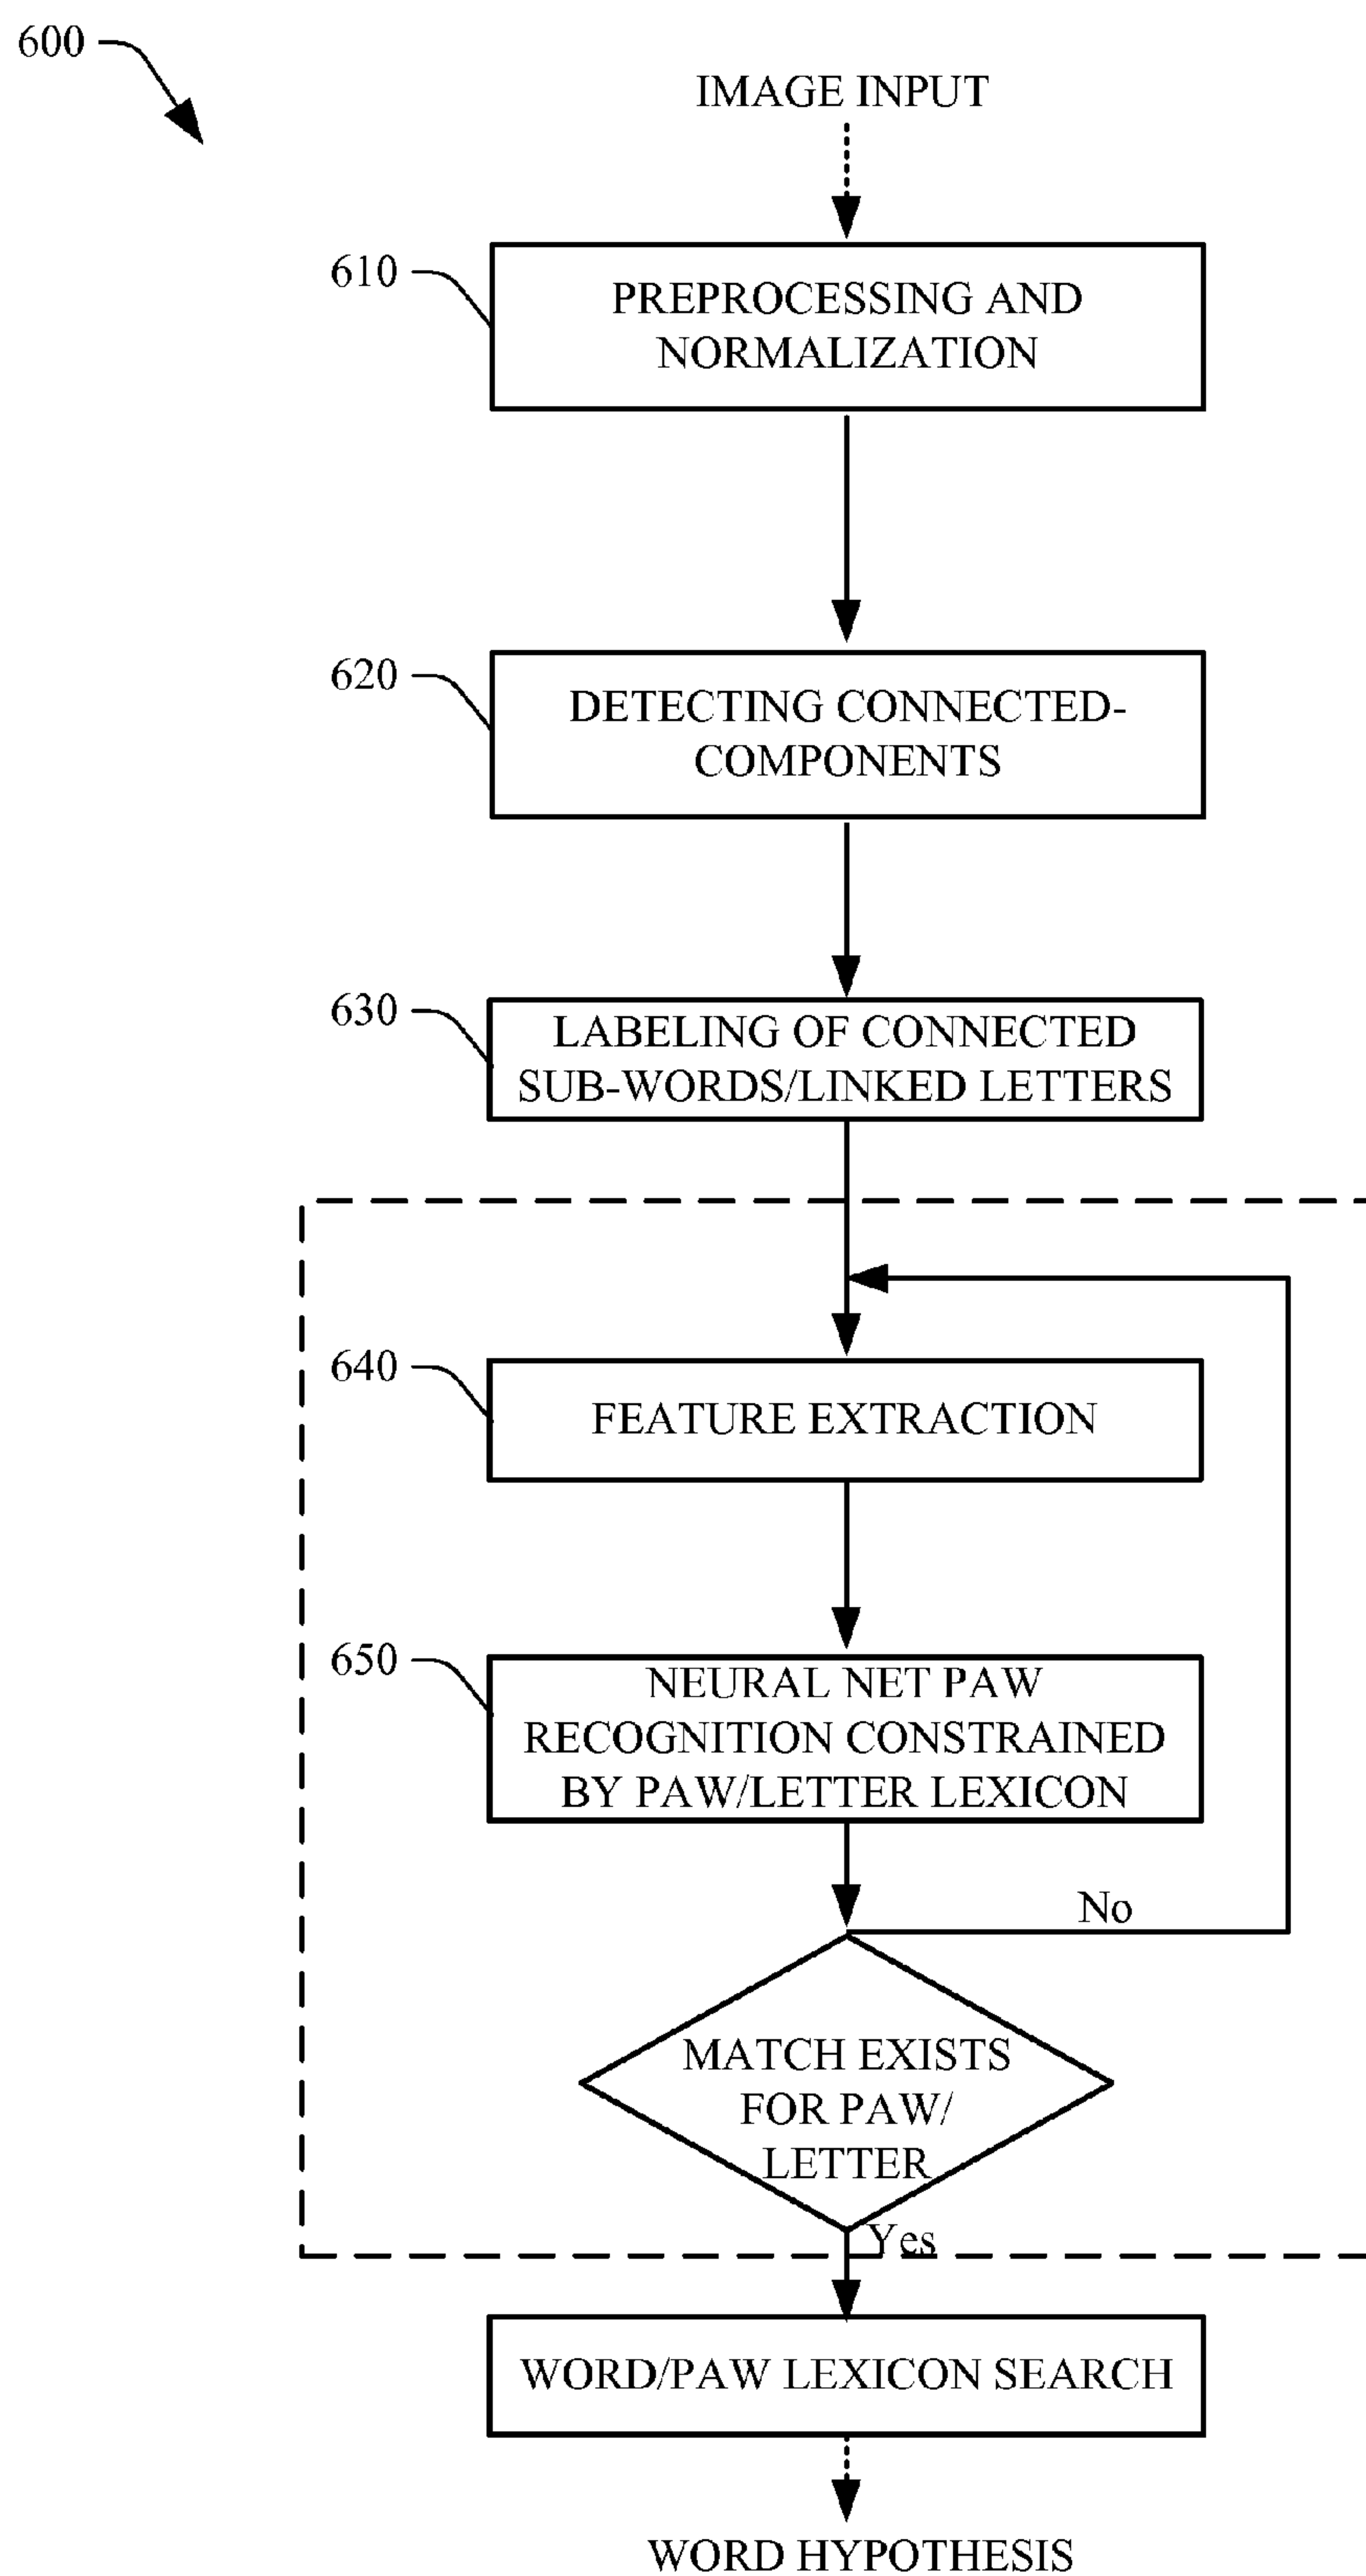 600
IMAGE INPUT
610
PREPROCESSING AND
NORMALIZATION
620
DETECTING CONNECTED-
COMPONENTS
630
LABELING OF CONNECTED
SUB-WORDS/LINKED LETTERS
640
FEATURE EXTRACTION
650
NEURAL NET PAW
RECOGNITION CONSTRAINED
BY PAW/LETTER LEXICON
No
MATCH EXISTS
FOR PAW/
LETTER
Yes
WORD/PAW LEXICON SEARCH
WORD HYPOTHESIS